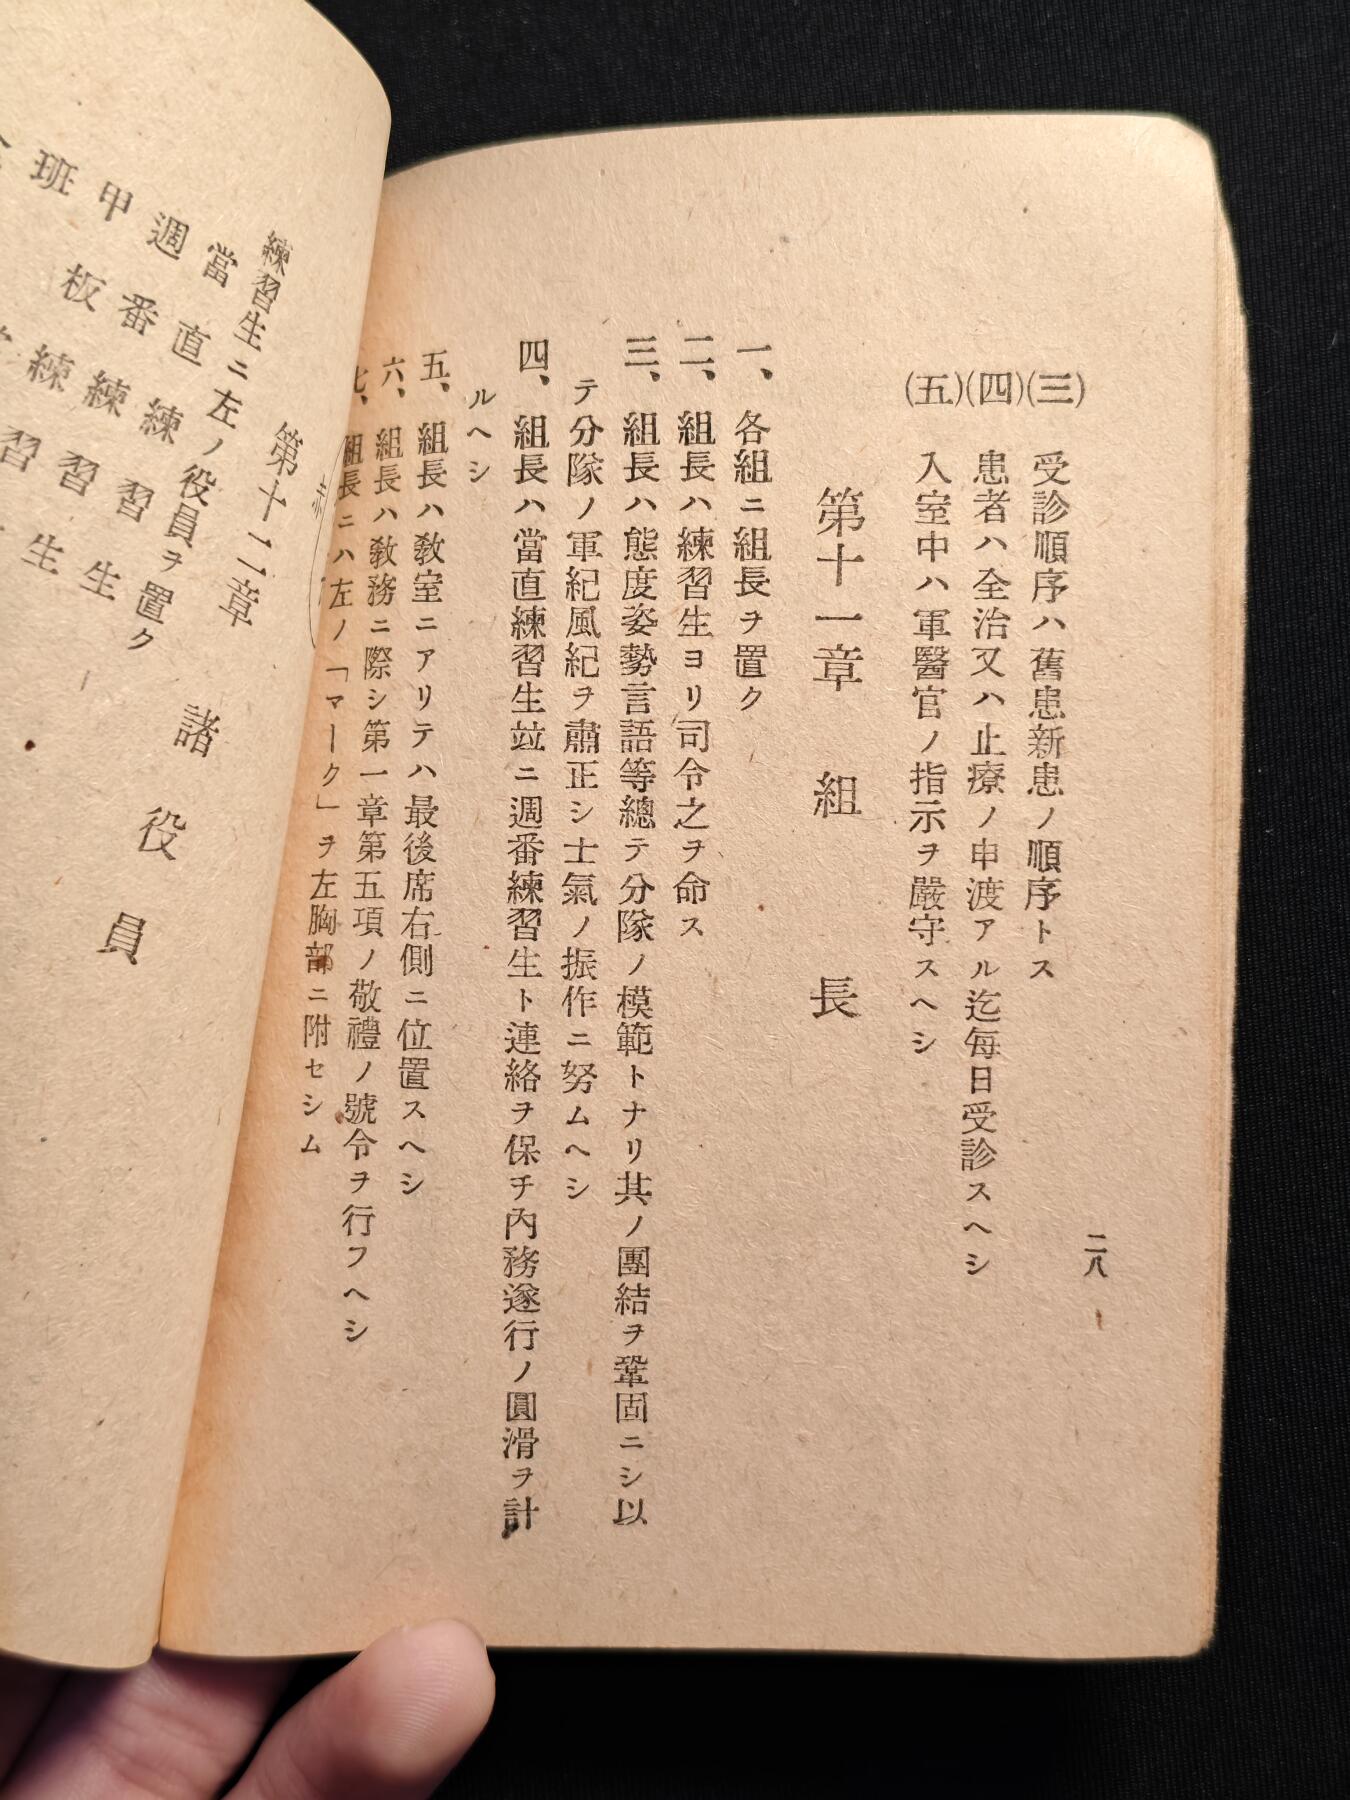 二八
(三) 受診順序ハ舊患新患ノ順序トス
(四) 患者ハ全治又ハ止療ノ申渡アル迄每日受診スヘシ
(五) 入室中ハ軍醫官ノ指示ヲ嚴守スヘシ
第十一章 組長
一、各組ニ組長ヲ置ク
二、組長ハ練習生ヨリ司令之ヲ命ス
三、組長ハ態度姿勢言語等總テ分隊ノ模範トナリ其ノ團結ヲ鞏固ニシ以
テ分隊ノ軍紀風紀ヲ肅正シ士氣ノ振作ニ努ムヘシ
四、組長ハ當直練習生竝ニ週番練習生ト連絡ヲ保チ內務遂行ノ圓滑ヲ計
ルヘシ
五、組長ハ敎室ニアリテハ最後席右側ニ位置スヘシ
六、組長ハ敎務ニ際シ第一章第五項ノ敬禮ノ號令ヲ行フヘシ
七、組長ニハ左ノ「マーク」ヲ左胸部ニ附セシム
第十二章 諸役員
練習生ニ左ノ役員ヲ置ク
當直練習生
週番練習生
甲板練習
班